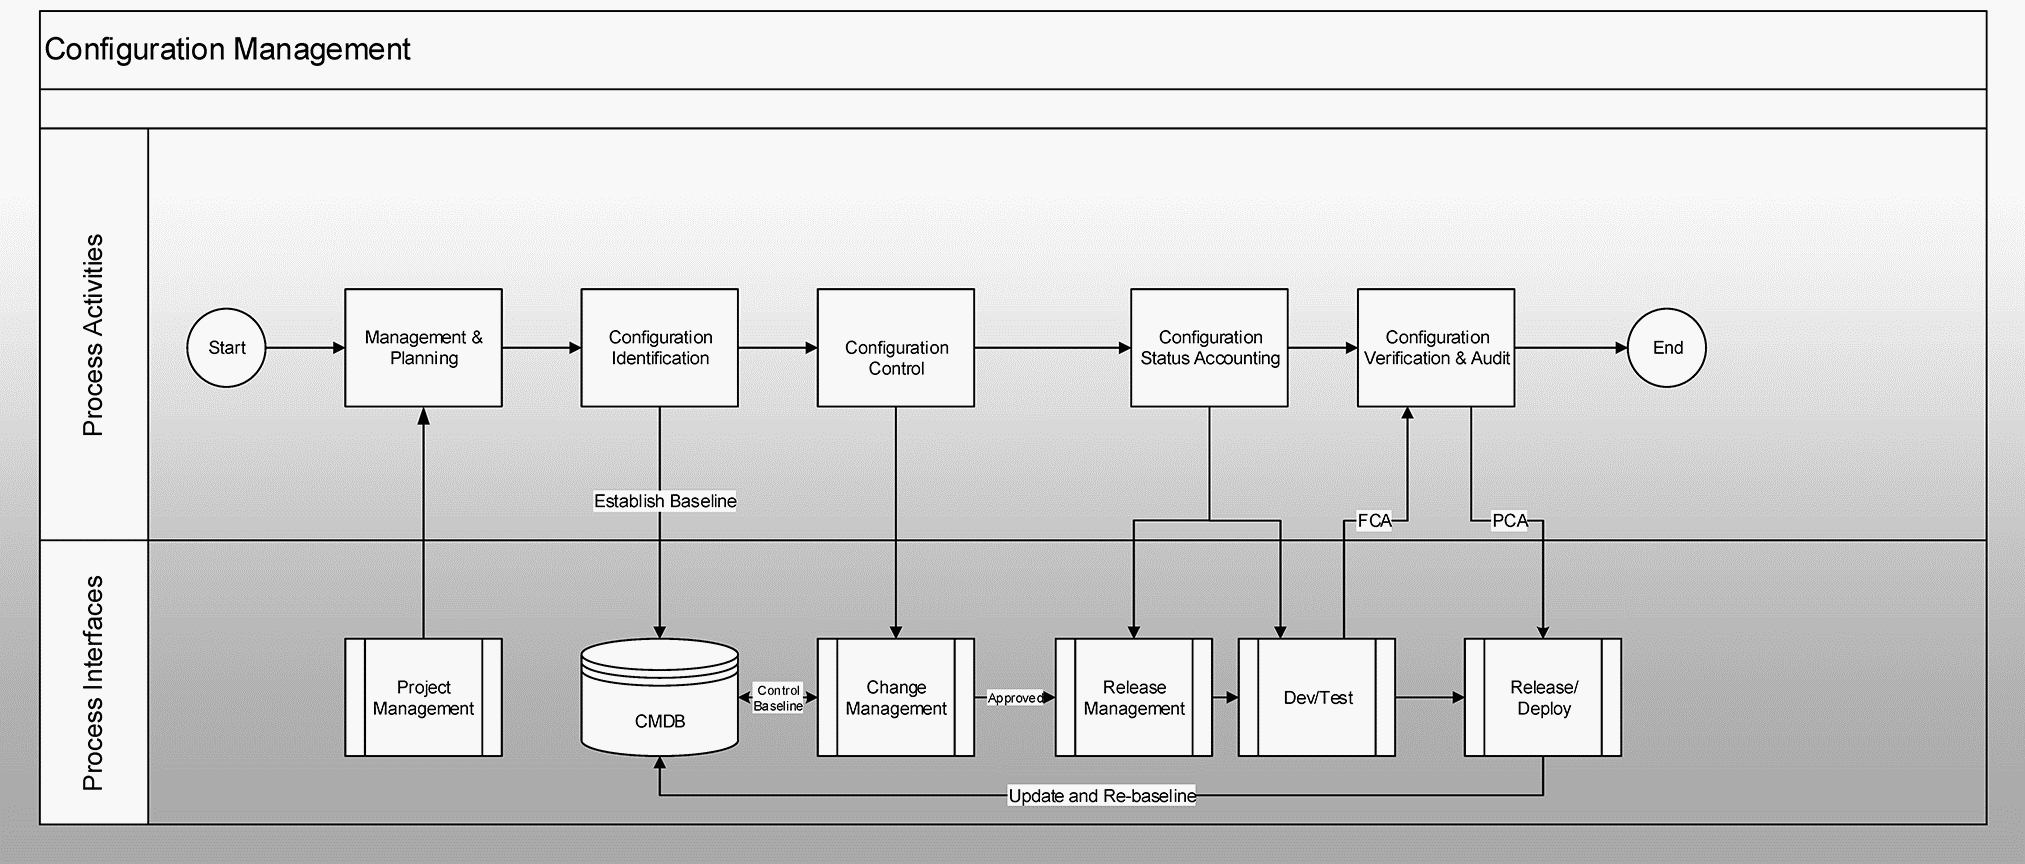 Configuration Management
Process Activities
Start
Management &
Planning
Configuration
Identification
Configuration
Control
Configuration
Status Accounting
Configuration
Verification & Audit
End
Establish Baseline
FCA
PCA
Process Interfaces
Project
Management
CMDB
Control
Baseline
Change
Management
Approved
Release
Management
Dev/Test
Release/
Deploy
Update and Re-baseline